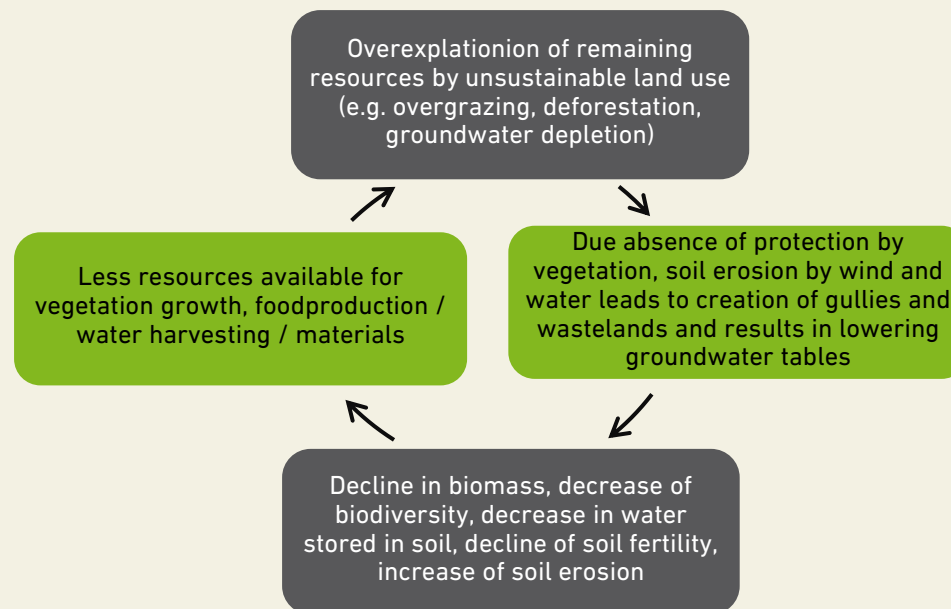 Overexplationion of remaining
resources by unsustainable land use
(e.g. overgrazing, deforestation,
groundwater depletion)
Due absence of protection by
vegetation, soil erosion by wind and
water leads to creation of gullies and
wastelands and results in lowering
groundwater tables
Decline in biomass, decrease of
biodiversity, decrease in water
stored in soil, decline of soil fertility,
increase of soil erosion
Less resources available for
vegetation growth, foodproduction /
water harvesting / materials